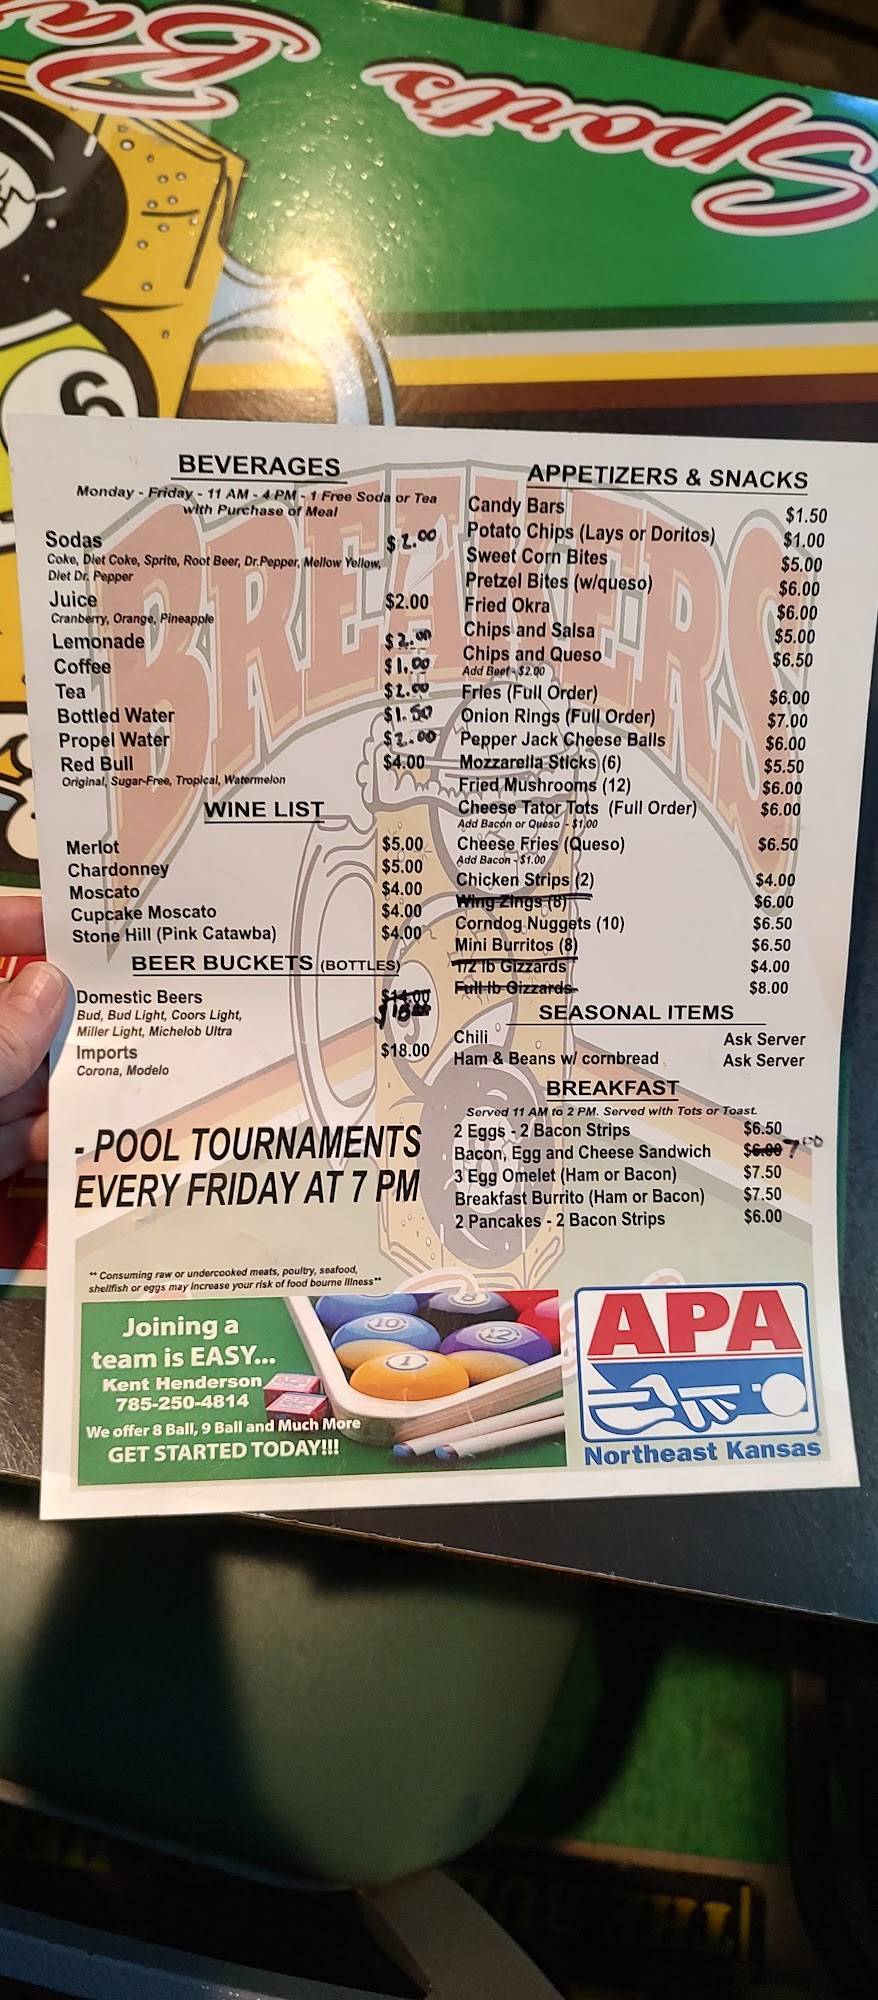 Sports
Ba
6
BREAKERS
BEVERAGES
Monday - Friday - 11 AM - 4 PM - 1 Free Soda or Tea
with Purchase of Meal
Sodas $2.00
Coke, Diet Coke, Sprite, Root Beer, Dr.Pepper, Mellow Yellow,
Diet Dr. Pepper
Juice $2.00
Cranberry, Orange, Pineapple
Lemonade $2.00
Coffee $1.00
Tea $2.00
Bottled Water $1.50
Propel Water $2.00
Red Bull $4.00
Original, Sugar-Free, Tropical, Watermelon
WINE LIST
Merlot $5.00
Chardonney $5.00
Moscato $4.00
Cupcake Moscato $4.00
Stone Hill (Pink Catawba) $4.00
BEER BUCKETS (BOTTLES)
Domestic Beers $14.00
Bud, Bud Light, Coors Light,
Miller Light, Michelob Ultra
Imports $18.00
Corona, Modelo
- POOL TOURNAMENTS
EVERY FRIDAY AT 7 PM
** Consuming raw or undercooked meats, poultry, seafood,
shellfish or eggs may increase your risk of food bourne Illness**
APPETIZERS & SNACKS
Candy Bars $1.50
Potato Chips (Lays or Doritos) $1.00
Sweet Corn Bites $5.00
Pretzel Bites (w/queso) $6.00
Fried Okra $6.00
Chips and Salsa $5.00
Chips and Queso $6.50
Add Beef - $2.00
Fries (Full Order) $6.00
Onion Rings (Full Order) $7.00
Pepper Jack Cheese Balls $6.00
Mozzarella Sticks (6) $5.50
Fried Mushrooms (12) $6.00
Cheese Tator Tots (Full Order) $6.00
Add Bacon or Queso - $1.00
Cheese Fries (Queso) $6.50
Add Bacon - $1.00
Chicken Strips (2) $4.00
Wing Zings (8) $6.00
Corndog Nuggets (10) $6.50
Mini Burritos (8) $6.50
1/2 lb Gizzards $4.00
Full lb Gizzards $8.00
SEASONAL ITEMS
Chili Ask Server
Ham & Beans w/ cornbread Ask Server
BREAKFAST
Served 11 AM to 2 PM. Served with Tots or Toast.
2 Eggs - 2 Bacon Strips $6.50
Bacon, Egg and Cheese Sandwich $6.00 7.00
3 Egg Omelet (Ham or Bacon) $7.50
Breakfast Burrito (Ham or Bacon) $7.50
2 Pancakes - 2 Bacon Strips $6.00
Joining a
team is EASY...
Kent Henderson
785-250-4814
We offer 8 Ball, 9 Ball and Much More
GET STARTED TODAY!!!
8
10
12
1
APA
Northeast Kansas